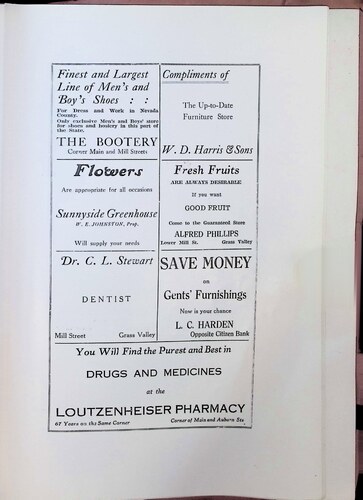 Finest and Largest
Line of Men's and
Boy's Shoes : :
For Dress and Work in Nevada
County.
Only exclusive Men's and Boys' store
for shoes and hosiery in this part of
the State.
THE BOOTERY
Corner Main and Mill Streets
Compliments of
The Up-to-Date
Furniture Store
W. D. Harris & Sons
Flowers
Are appropriate for all occasions
Sunnyside Greenhouse
W. E. JOHNSTON, Prop.
Will supply your needs
Fresh Fruits
ARE ALWAYS DESIRABLE
If you want
GOOD FRUIT
Come to the Guaranteed Store
ALFRED PHILLIPS
Lower Mill St. Grass Valley
Dr. C. L. Stewart
DENTIST
Mill Street Grass Valley
SAVE MONEY
on
Gents' Furnishings
Now is your chance
L. C. HARDEN
Opposite Citizen Bank
You Will Find the Purest and Best in
DRUGS AND MEDICINES
at the
LOUTZENHEISER PHARMACY
67 Years on the Same Corner Corner of Main and Auburn Sts